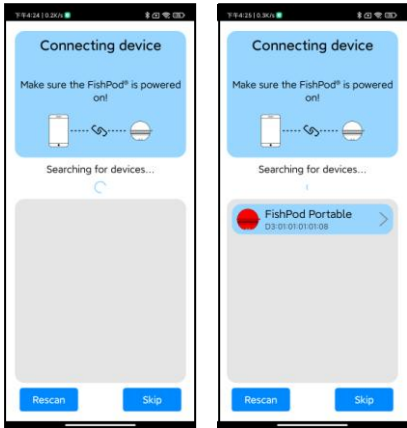 下午4:24 | 0.2K/s
Connecting device
Make sure the FishPod® is powered
on!
Searching for devices...
Rescan
Skip
下午4:25 | 0.3K/s
Connecting device
Make sure the FishPod® is powered
on!
Searching for devices...
FishPod Portable
D3:01:01:01:01:08
Rescan
Skip